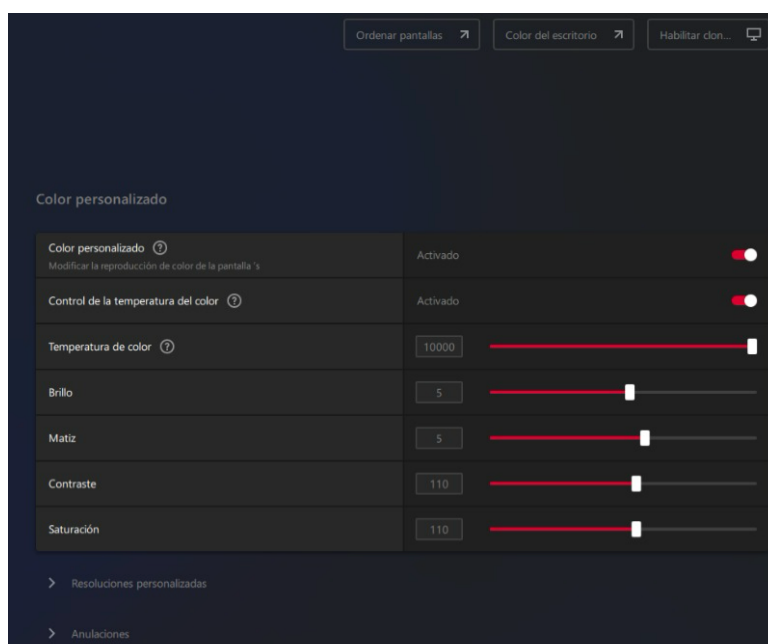 Ordenar pantallas
Color del escritorio
Habilitar clon...
Color personalizado
Color personalizado
Activado
Modificar la reproducción de color de la pantalla 's
Control de la temperatura del color
Activado
Temperatura de color
10000
Brillo
5
Matiz
5
Contraste
110
Saturación
110
Resoluciones personalizadas
Anulaciones